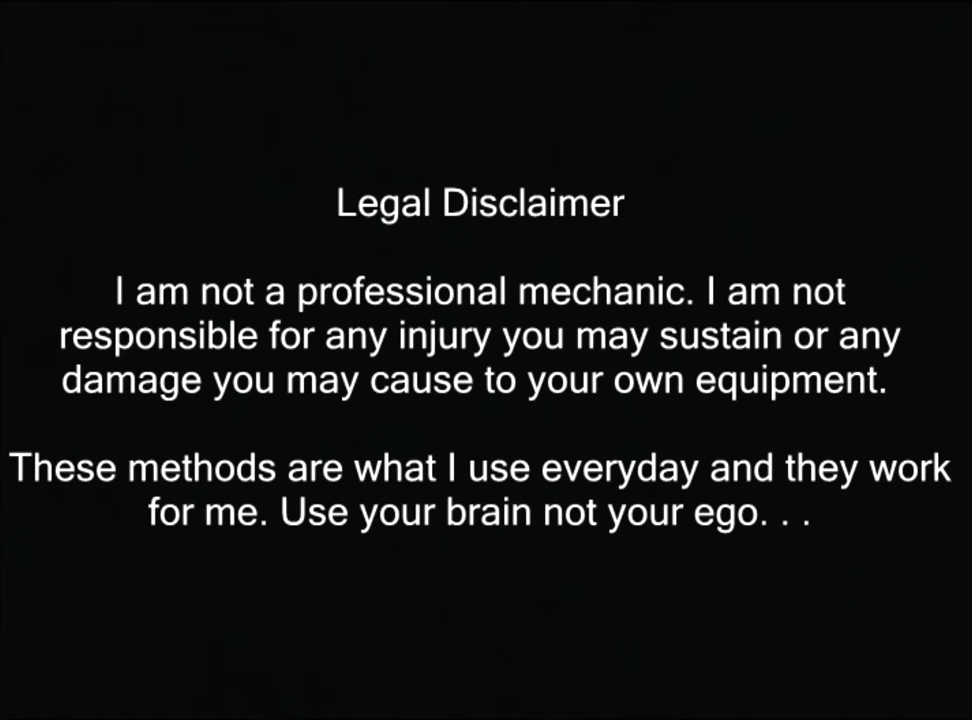 Legal Disclaimer
I am not a professional mechanic. I am not
responsible for any injury you may sustain or any
damage you may cause to your own equipment.
These methods are what I use everyday and they work
for me. Use your brain not your ego. . .